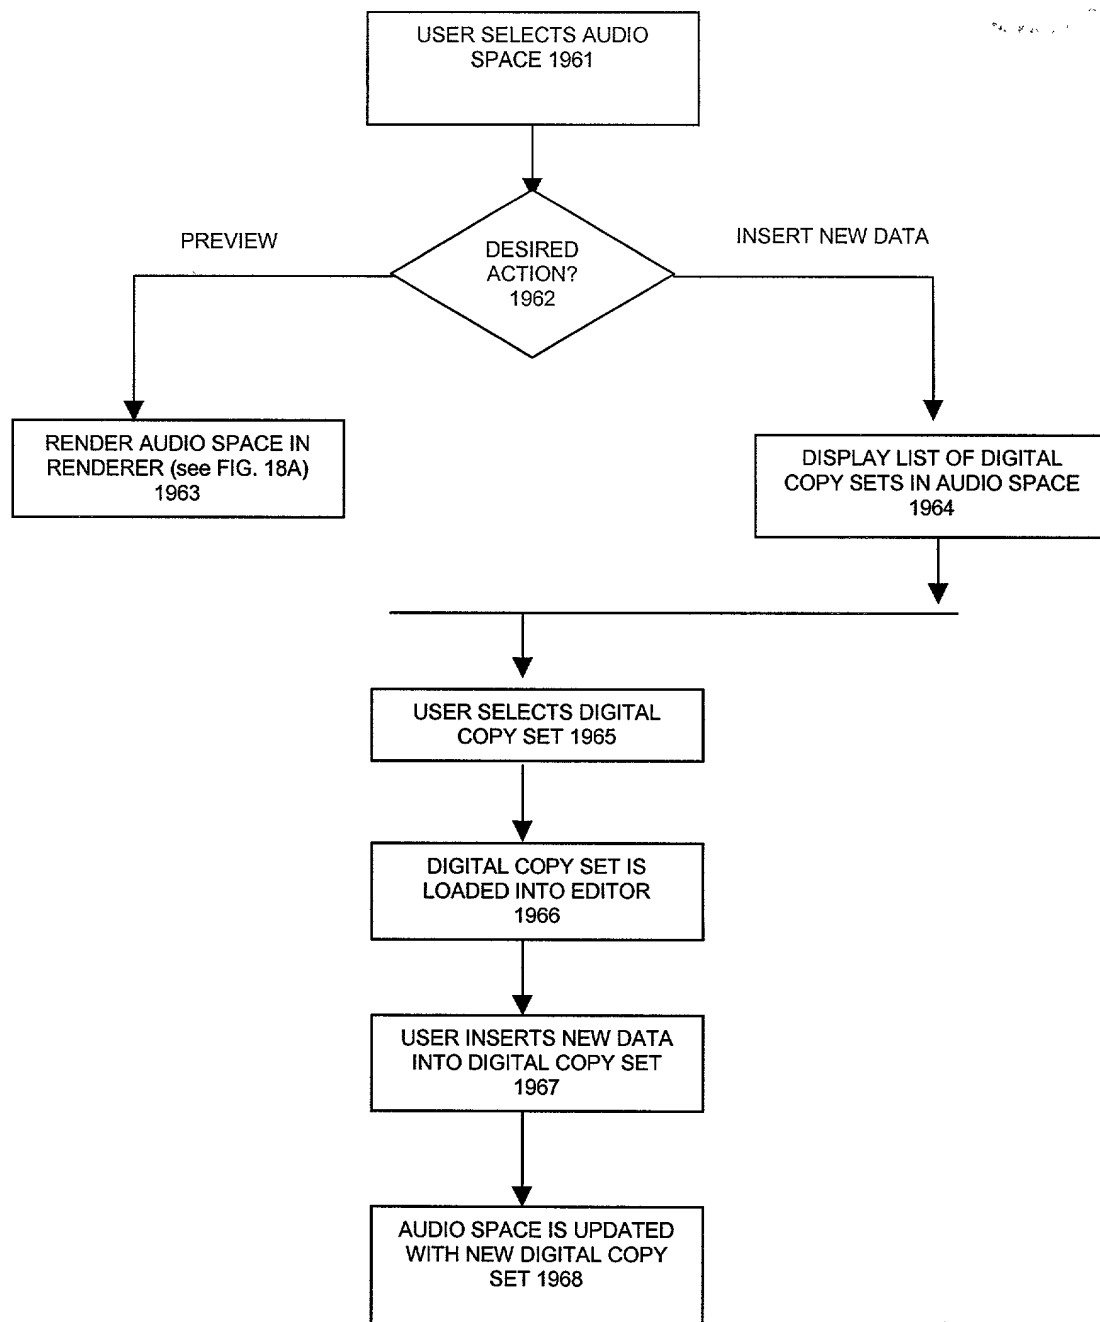 USER SELECTS AUDIO
SPACE 1961
PREVIEW
DESIRED
ACTION?
1962
INSERT NEW DATA
RENDER AUDIO SPACE IN
RENDERER (see FIG. 18A)
1963
DISPLAY LIST OF DIGITAL
COPY SETS IN AUDIO SPACE
1964
USER SELECTS DIGITAL
COPY SET 1965
DIGITAL COPY SET IS
LOADED INTO EDITOR
1966
USER INSERTS NEW DATA
INTO DIGITAL COPY SET
1967
AUDIO SPACE IS UPDATED
WITH NEW DIGITAL COPY
SET 1968